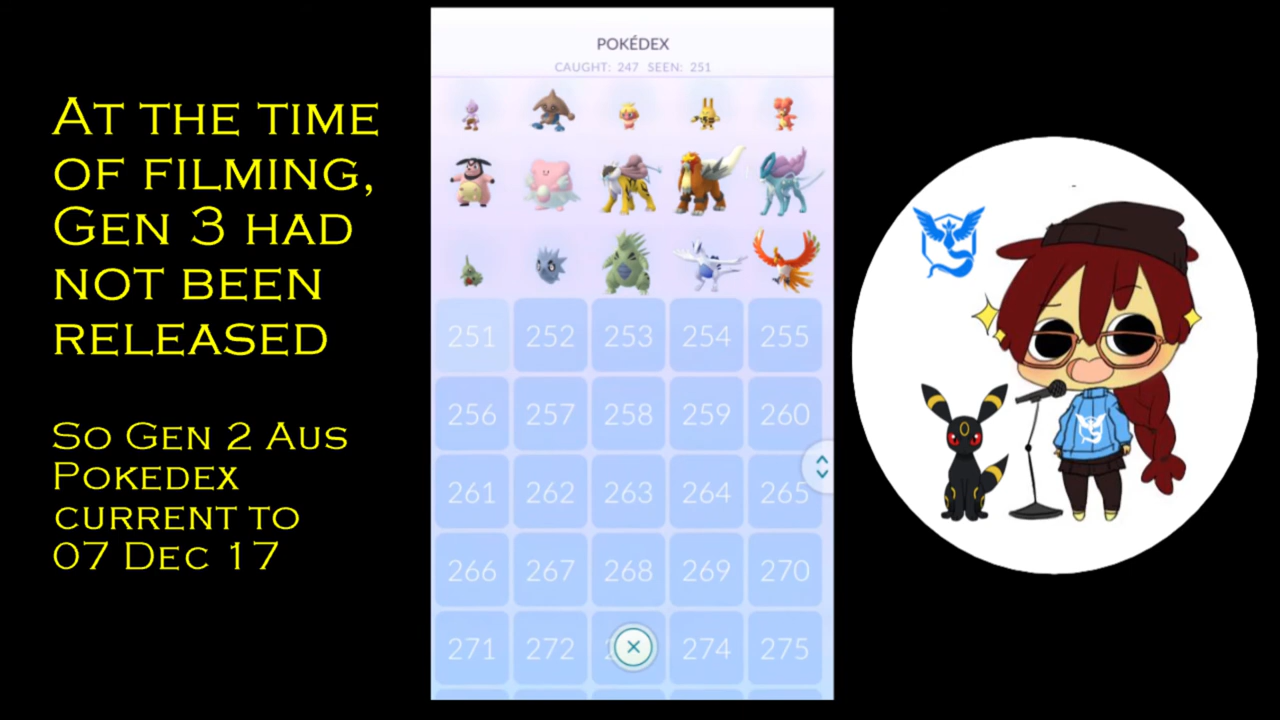 AT THE TIME
OF FILMING,
GEN 3 HAD
NOT BEEN
RELEASED
SO GEN 2 AUS
POKEDEX
CURRENT TO
07 DEC 17
POKÉDEX
CAUGHT: 247 SEEN: 251
251 252 253 254 255
256 257 258 259 260
261 262 263 264 265
266 267 268 269 270
271 272 274 275